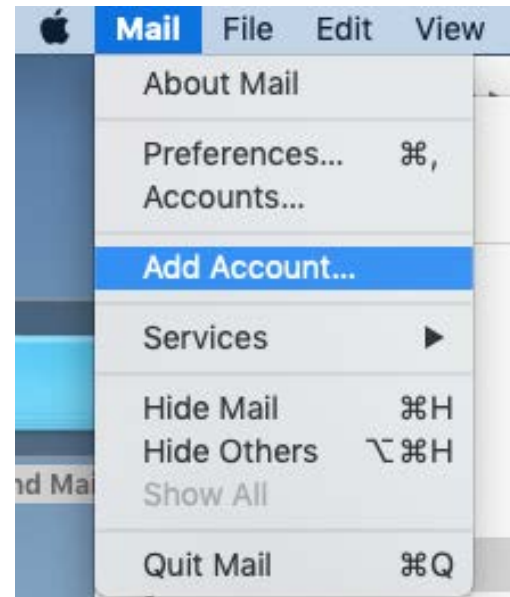 Mail File Edit View
About Mail
Preferences... ⌘,
Accounts...
Add Account...
Services ▶
Hide Mail ⌘H
Hide Others ⌥⌘H
Show All
Quit Mail ⌘Q